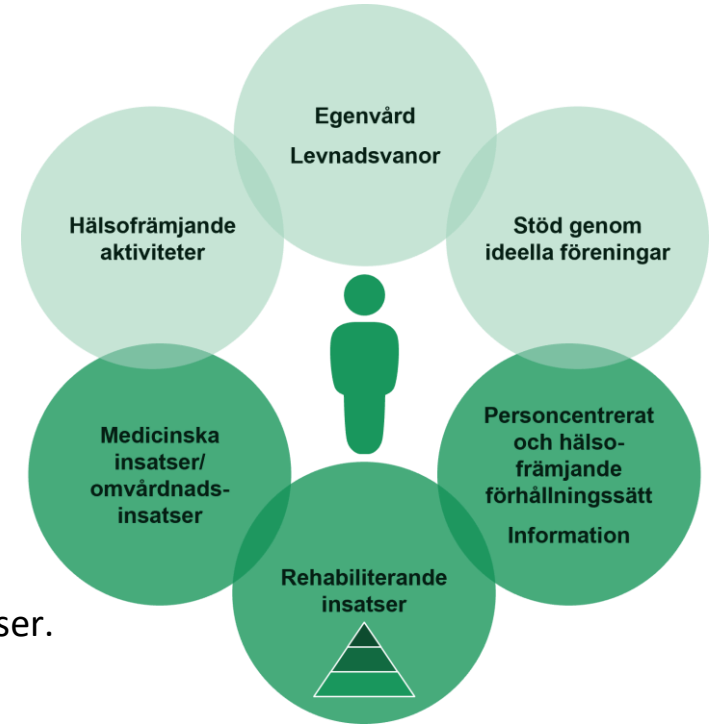 Egenvård
Levnadsvanor
Hälsofrämjande
aktiviteter
Stöd genom
ideella föreningar
Medicinska
insatser/
omvårdnads-
insatser
Personcentrerat
och hälso-
främjande
förhållningssätt
Information
Rehabiliterande
insatser
ser.